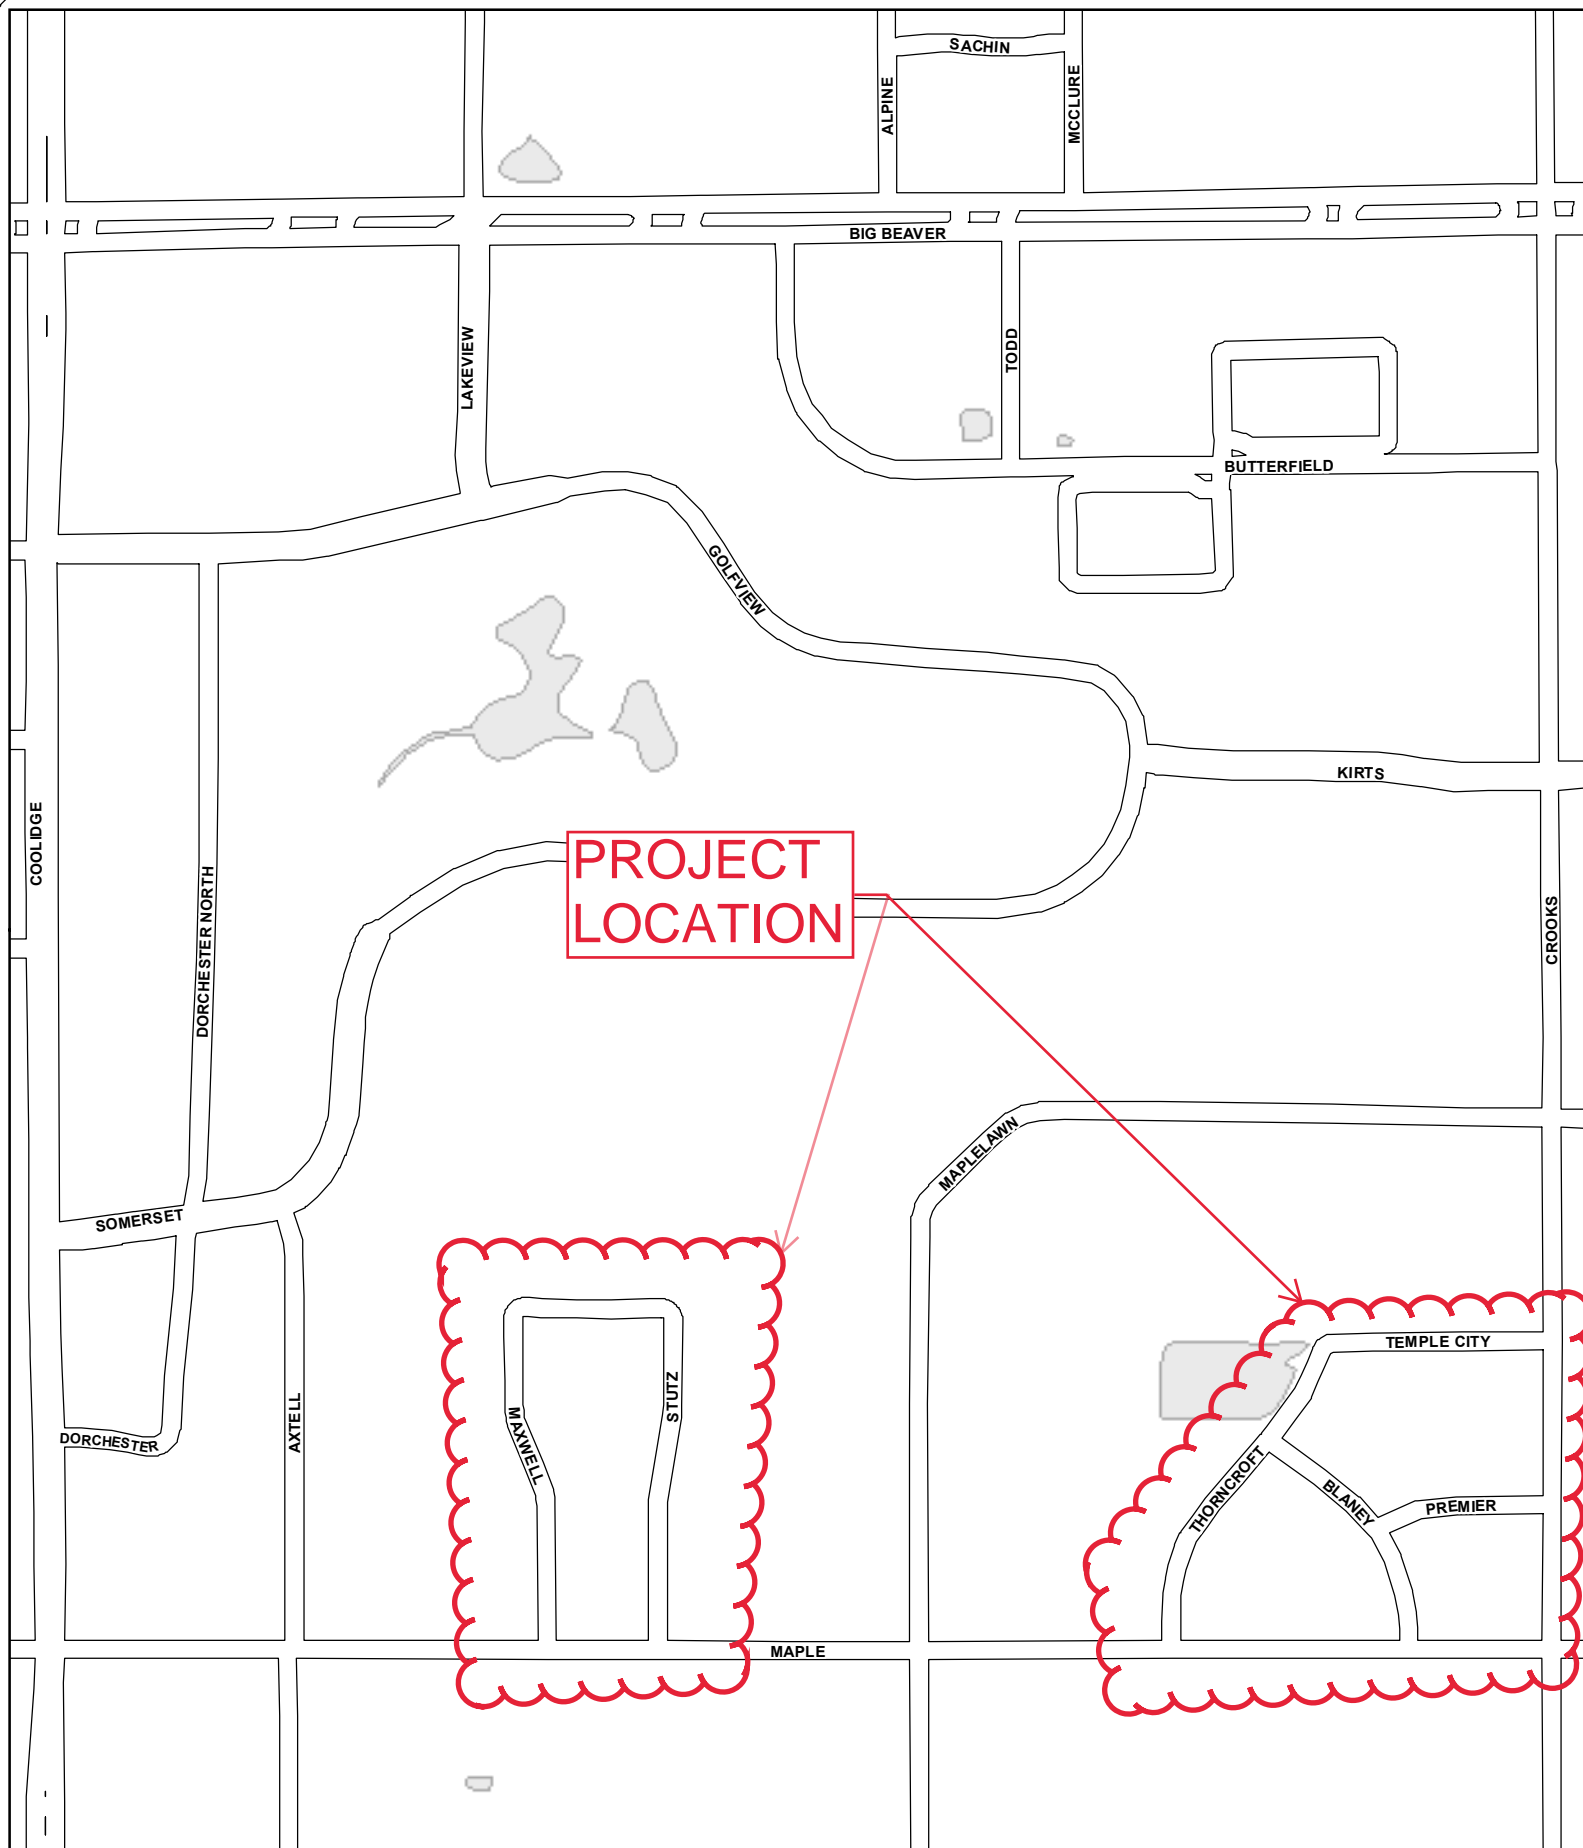 SACHIN
ALPINE
MCCLURE
BIG BEAVER
LAKEVIEW
TODD
BUTTERFIELD
GOLFVIEW
KIRTS
COOLIDGE
PROJECT
LOCATION
DORCHESTER NORTH
CROOKS
MAPLELAWN
SOMERSET
TEMPLE CITY
STUTZ
AXTELL
MAXWELL
DORCHESTER
THORNCROFT
BLANEY
PREMIER
MAPLE